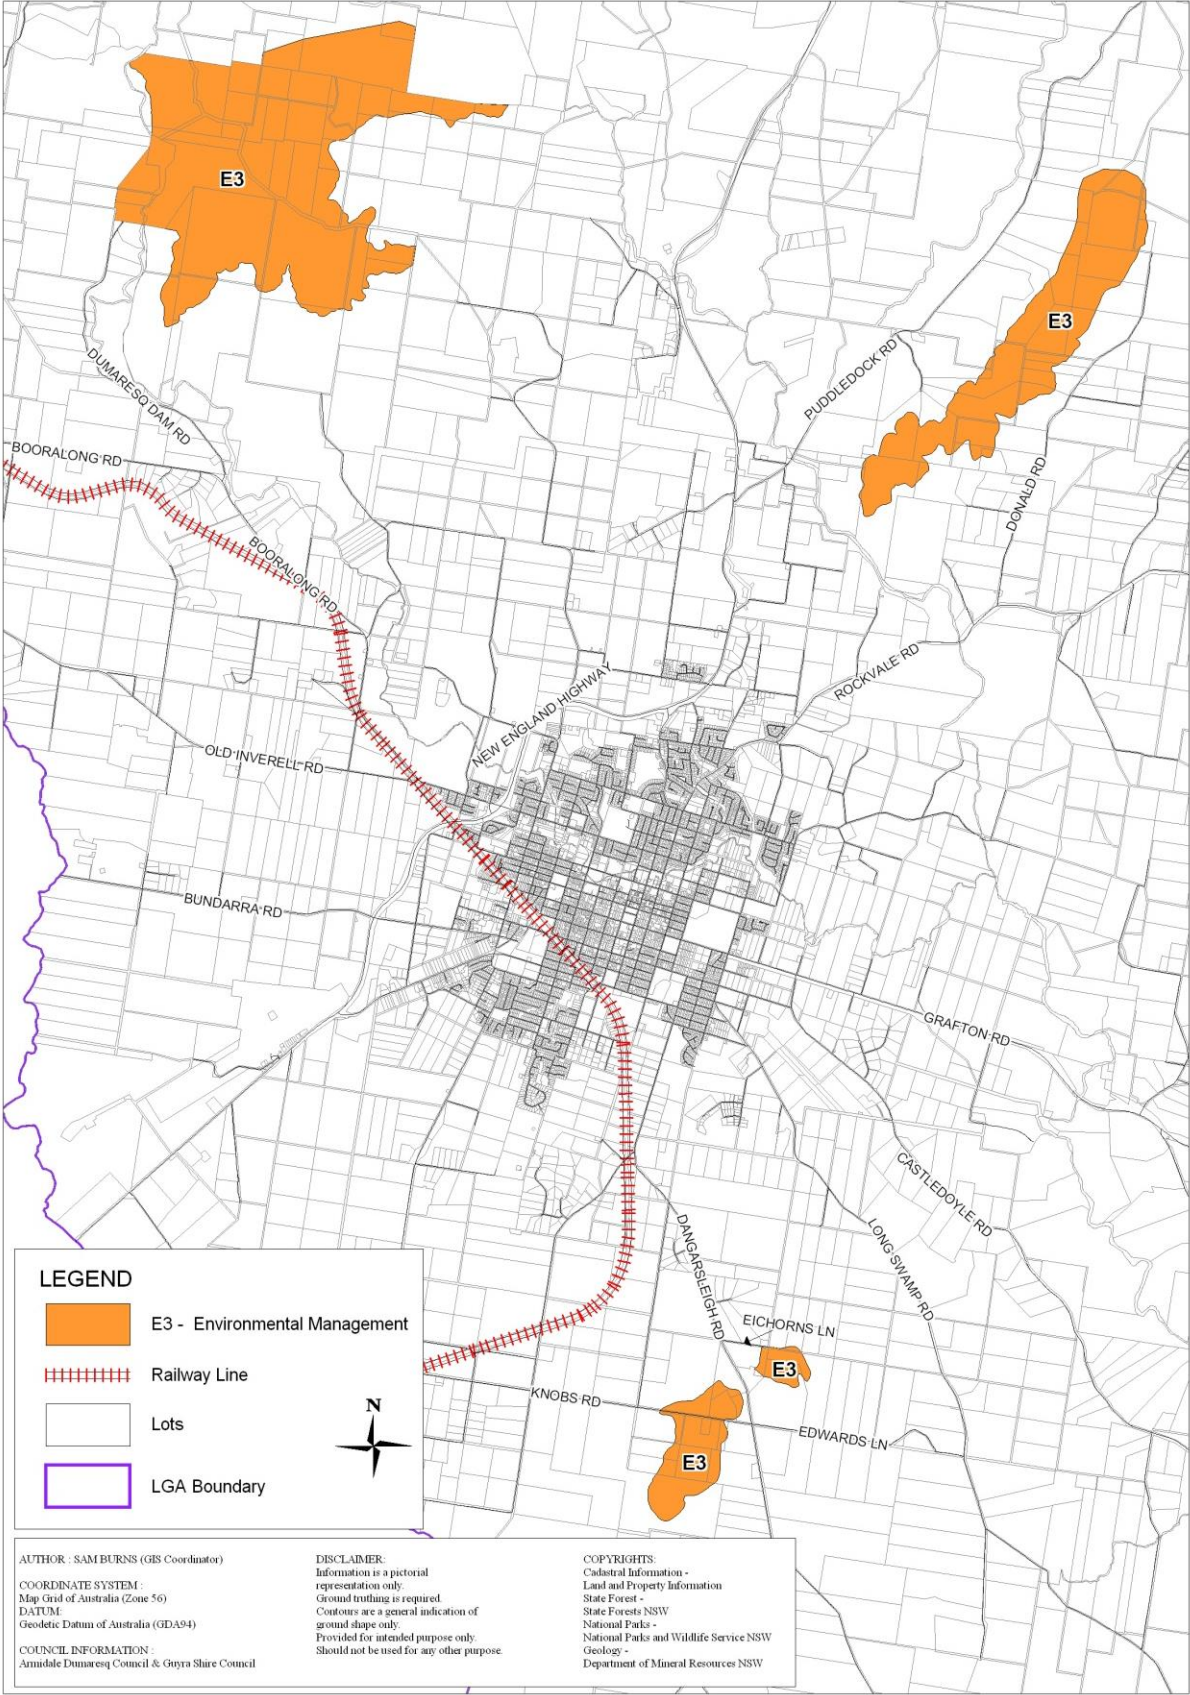 E3
E3
DUMARESQ DAM RD
PUDDLEDOCK RD
BOORALONG RD
DONALD RD
BOORALONG RD
ROCKVALE RD
NEW ENGLAND HIGHWAY
OLD INVERELL RD
BUNDARRA RD
GRAFTON RD
CASTLEDOYLE RD
DANGARSLEIGH RD
LONG SWAMP RD
EICHORNS LN
E3
KNOBS RD
EDWARDS LN
E3
LEGEND
E3 - Environmental Management
Railway Line
Lots
LGA Boundary
N
AUTHOR : SAM BURNS (GIS Coordinator)
COORDINATE SYSTEM :
Map Grid of Australia (Zone 56)
DATUM:
Geodetic Datum of Australia (GDA94)
COUNCIL INFORMATION :
Armidale Dumaresq Council & Guyra Shire Council
DISCLAIMER:
Information is a pictorial
representation only.
Ground truthing is required.
Contours are a general indication of
ground shape only.
Provided for intended purpose only.
Should not be used for any other purpose.
COPYRIGHTS:
Cadastral Information -
Land and Property Information
State Forest -
State Forests NSW
National Parks -
National Parks and Wildlife Service NSW
Geology -
Department of Mineral Resources NSW